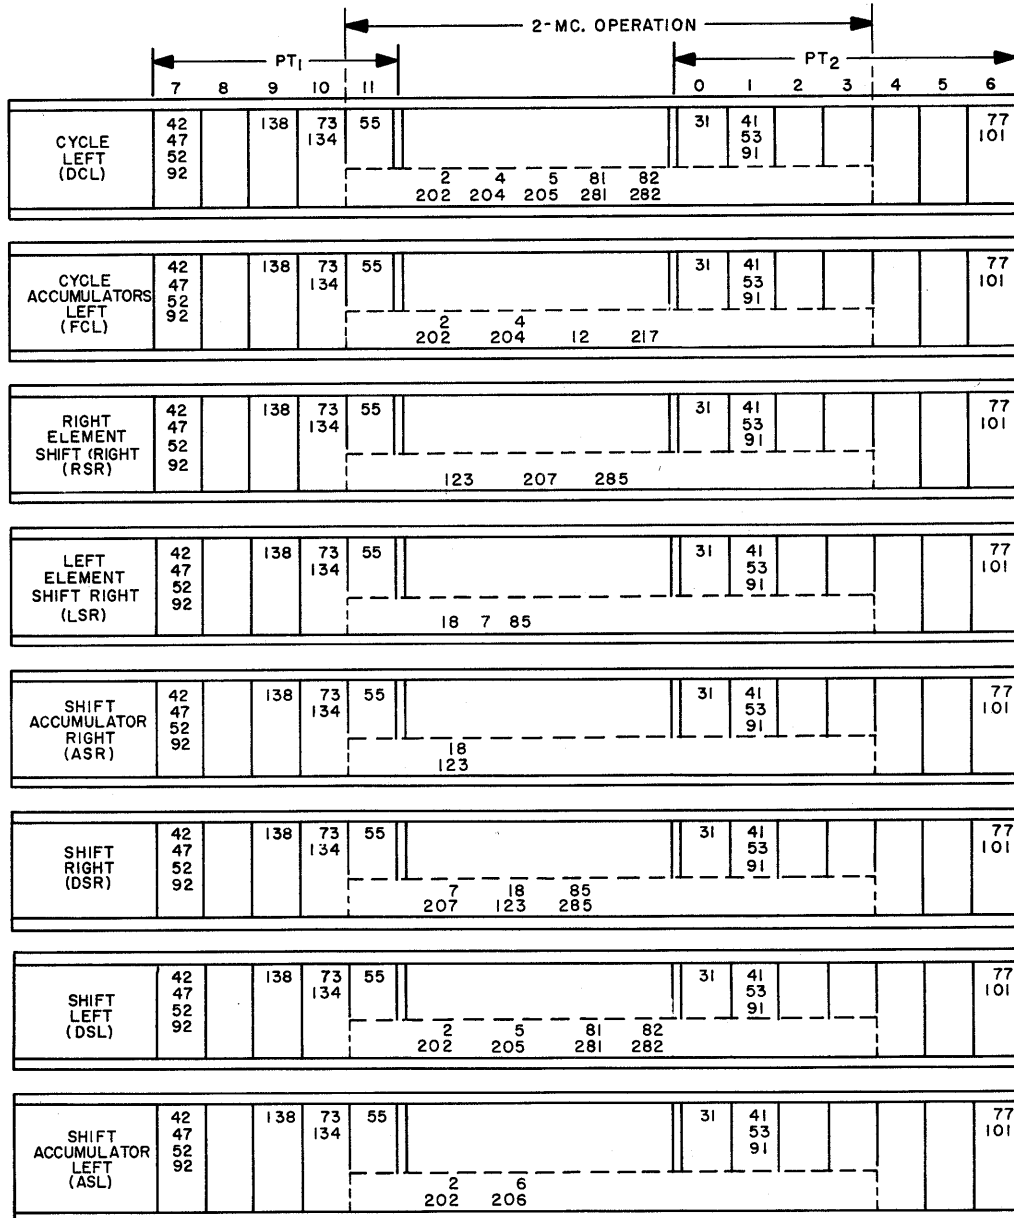 2-MC. OPERATION
PT1 PT2
7 8 9 10 11 0 1 2 3 4 5 6
CYCLE LEFT (DCL)
42 138 73 55 31 41 77
47 134 53 101
52 91
92
2 4 5 81 82
202 204 205 281 282
CYCLE ACCUMULATORS LEFT (FCL)
42 138 73 55 31 41 77
47 134 53 101
52 91
92
2 4
202 204 12 217
RIGHT ELEMENT SHIFT (RIGHT (RSR)
42 138 73 55 31 41 77
47 134 53 101
52 91
92
123 207 285
LEFT ELEMENT SHIFT RIGHT (LSR)
42 138 73 55 31 41 77
47 134 53 101
52 91
92
18 7 85
SHIFT ACCUMULATOR RIGHT (ASR)
42 138 73 55 31 41 77
47 134 53 101
52 91
92
18
123
SHIFT RIGHT (DSR)
42 138 73 55 31 41 77
47 134 53 101
52 91
92
7 18 85
207 123 285
SHIFT LEFT (DSL)
42 138 73 55 31 41 77
47 134 53 101
52 91
92
2 5 81 82
202 205 281 282
SHIFT ACCUMULATOR LEFT (ASL)
42 138 73 55 31 41 77
47 134 53 101
52 91
92
2 6
202 206